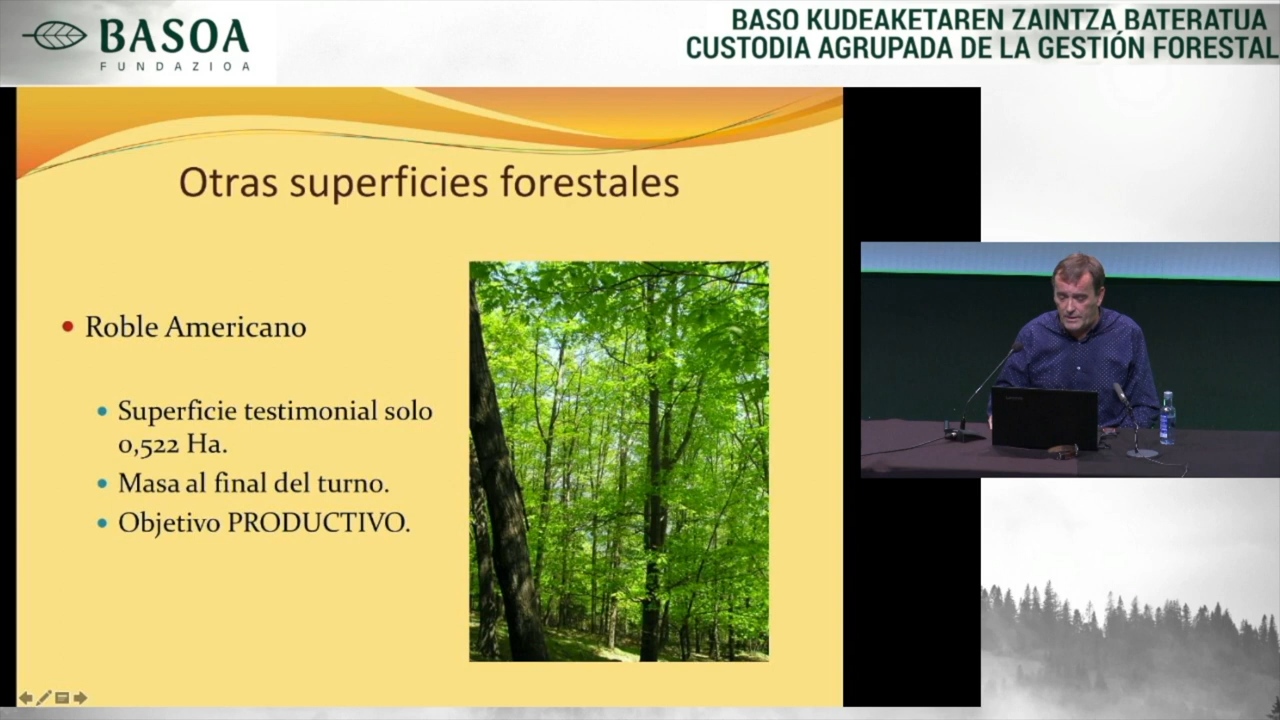 BASOA
FUNDAZIOA
BASO KUDEAKETAREN ZAINTZA BATERATUA
CUSTODIA AGRUPADA DE LA GESTIÓN FORESTAL
Otras superficies forestales
• Roble Americano
• Superficie testimonial solo
0,522 Ha.
• Masa al final del turno.
• Objetivo PRODUCTIVO.